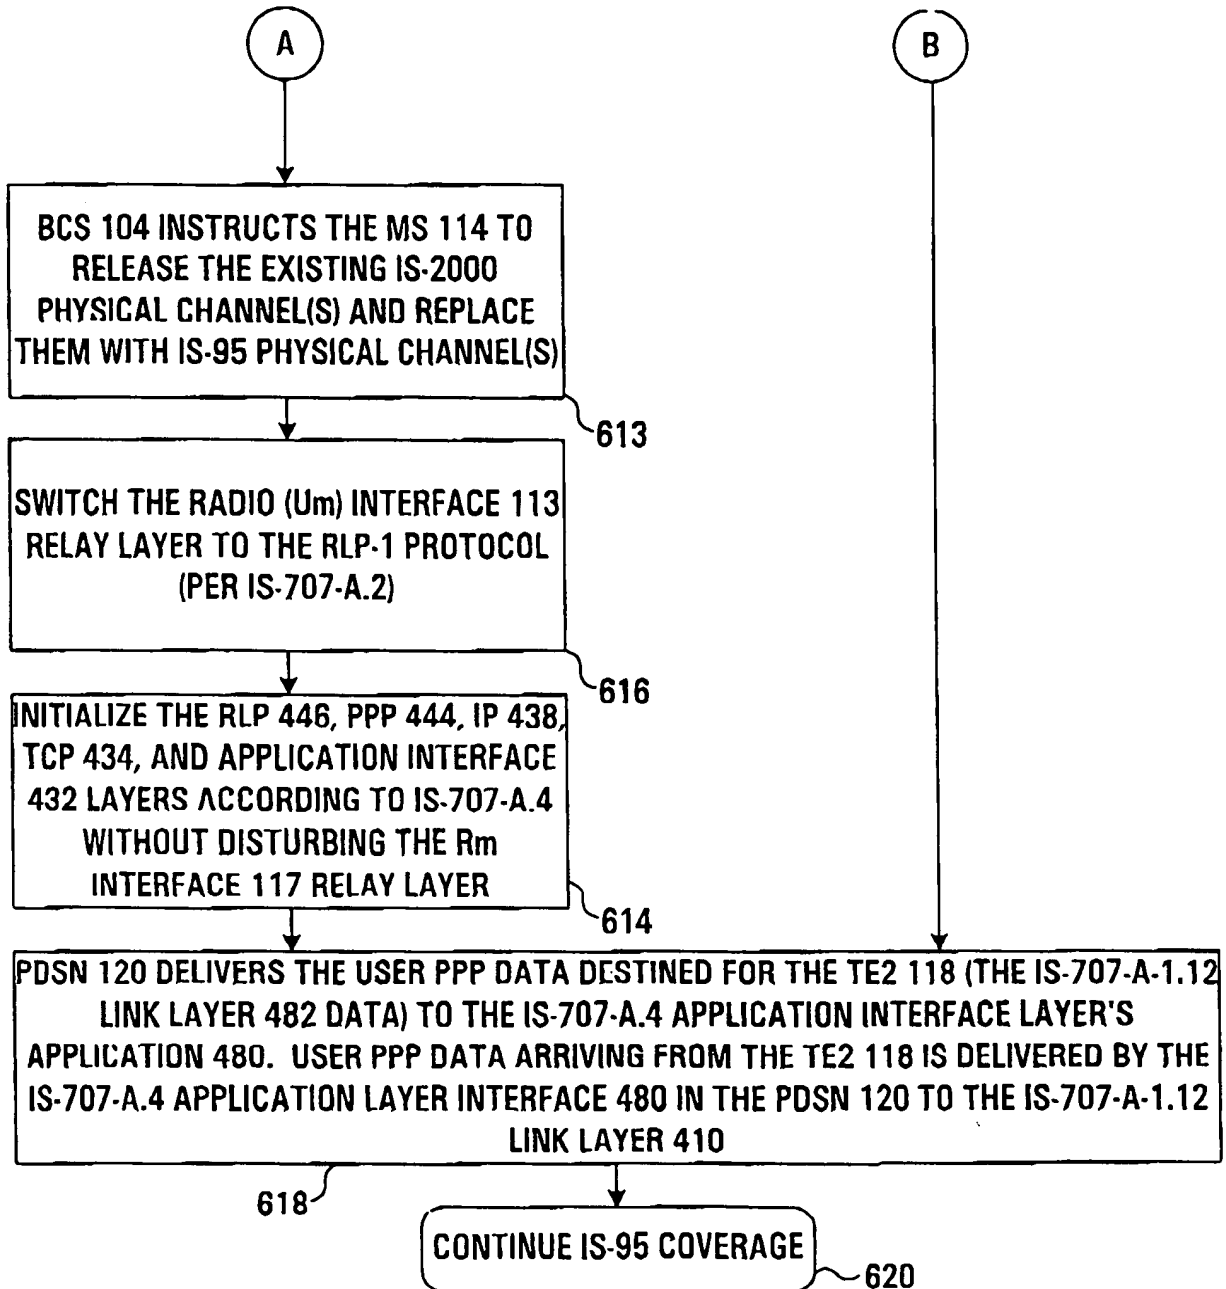 A
B
BCS 104 INSTRUCTS THE MS 114 TO
RELEASE THE EXISTING IS-2000
PHYSICAL CHANNEL(S) AND REPLACE
THEM WITH IS-95 PHYSICAL CHANNEL(S)
613
SWITCH THE RADIO (Um) INTERFACE 113
RELAY LAYER TO THE RLP-1 PROTOCOL
(PER IS-707-A.2)
616
INITIALIZE THE RLP 446, PPP 444, IP 438,
TCP 434, AND APPLICATION INTERFACE
432 LAYERS ACCORDING TO IS-707-A.4
WITHOUT DISTURBING THE Rm
INTERFACE 117 RELAY LAYER
614
PDSN 120 DELIVERS THE USER PPP DATA DESTINED FOR THE TE2 118 (THE IS-707-A-1.12
LINK LAYER 482 DATA) TO THE IS-707-A.4 APPLICATION INTERFACE LAYER'S
APPLICATION 480. USER PPP DATA ARRIVING FROM THE TE2 118 IS DELIVERED BY THE
IS-707-A.4 APPLICATION LAYER INTERFACE 480 IN THE PDSN 120 TO THE IS-707-A-1.12
LINK LAYER 410
618
CONTINUE IS-95 COVERAGE
620